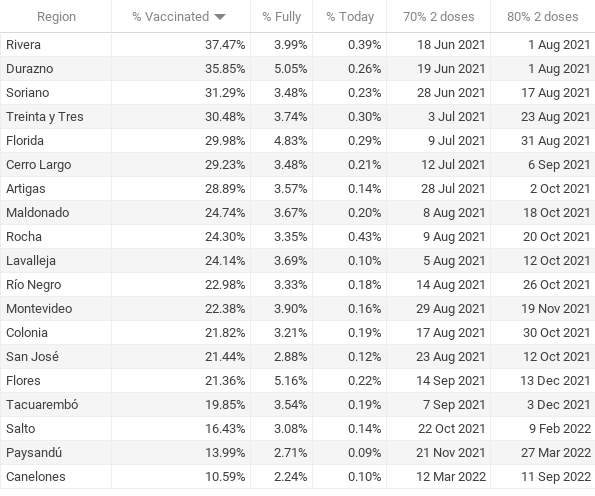 Region % Vaccinated % Fully % Today 70% 2 doses 80% 2 doses
Rivera 37.47% 3.99% 0.39% 18 Jun 2021 1 Aug 2021
Durazno 35.85% 5.05% 0.26% 19 Jun 2021 1 Aug 2021
Soriano 31.29% 3.48% 0.23% 28 Jun 2021 17 Aug 2021
Treinta y Tres 30.48% 3.74% 0.30% 3 Jul 2021 23 Aug 2021
Florida 29.98% 4.83% 0.29% 9 Jul 2021 31 Aug 2021
Cerro Largo 29.23% 3.48% 0.21% 12 Jul 2021 6 Sep 2021
Artigas 28.89% 3.57% 0.14% 28 Jul 2021 2 Oct 2021
Maldonado 24.74% 3.67% 0.20% 8 Aug 2021 18 Oct 2021
Rocha 24.30% 3.35% 0.43% 9 Aug 2021 20 Oct 2021
Lavalleja 24.14% 3.69% 0.10% 5 Aug 2021 12 Oct 2021
Río Negro 22.98% 3.33% 0.18% 14 Aug 2021 26 Oct 2021
Montevideo 22.38% 3.90% 0.16% 29 Aug 2021 19 Nov 2021
Colonia 21.82% 3.21% 0.19% 17 Aug 2021 30 Oct 2021
San José 21.44% 2.88% 0.12% 23 Aug 2021 12 Oct 2021
Flores 21.36% 5.16% 0.22% 14 Sep 2021 13 Dec 2021
Tacuarembó 19.85% 3.54% 0.19% 7 Sep 2021 3 Dec 2021
Salto 16.43% 3.08% 0.14% 22 Oct 2021 9 Feb 2022
Paysandú 13.99% 2.71% 0.09% 21 Nov 2021 27 Mar 2022
Canelones 10.59% 2.24% 0.10% 12 Mar 2022 11 Sep 2022